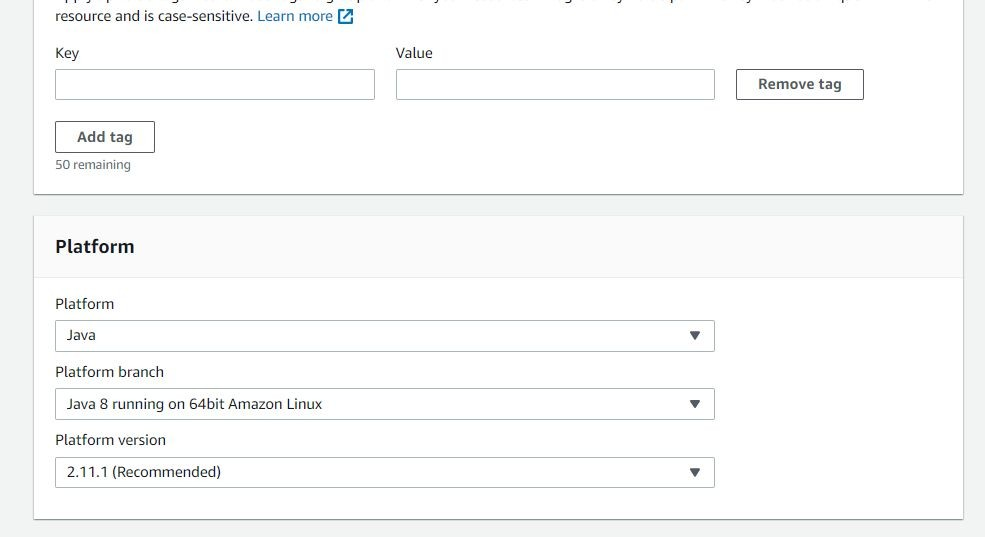 resource and is case-sensitive. Learn more
Key Value
Remove tag
Add tag
50 remaining
Platform
Platform
Java
Platform branch
Java 8 running on 64bit Amazon Linux
Platform version
2.11.1 (Recommended)